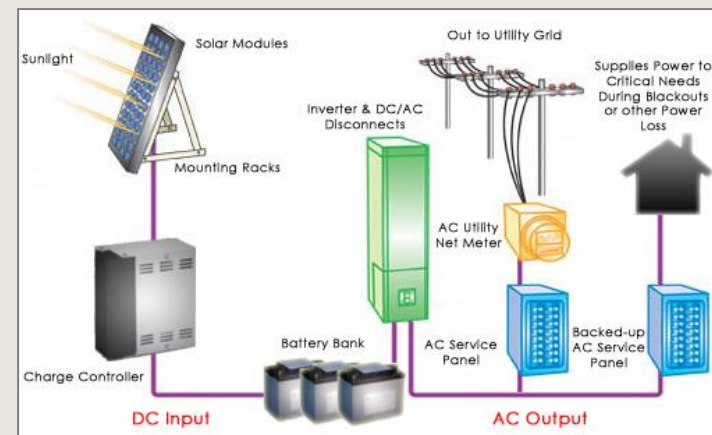 Sunlight
Solar Modules
Mounting Racks
Charge Controller
DC Input
Battery Bank
Inverter & DC/AC
Disconnects
Out to Utility Grid
AC Utility
Net Meter
AC Service
Panel
Supplies Power to
Critical Needs
During Blackouts
or other Power
Loss
Backed-up
AC Service
Panel
AC Output